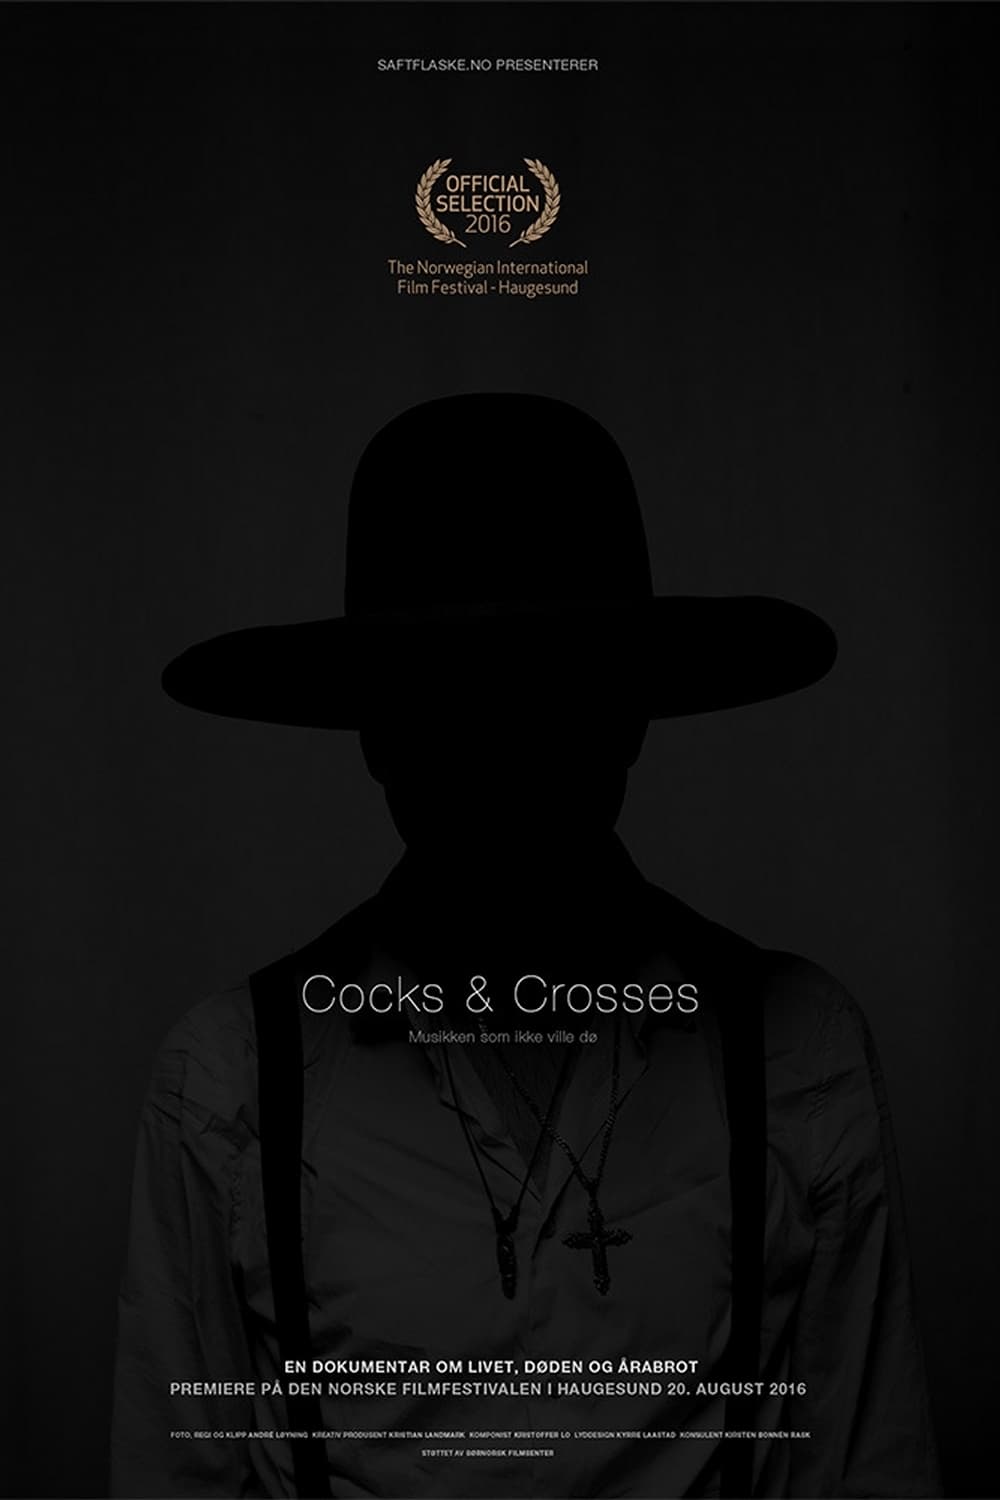 SAFTFLASKE.NO PRESENTERER
OFFICIAL
SELECTION
2016
The Norwegian International
Film Festival - Haugesund
Cocks & Crosses
Musikken som ikke ville dø
EN DOKUMENTAR OM LIVET, DØDEN OG ÅRABROT
PREMIERE PÅ DEN NORSKE FILMFESTIVALEN I HAUGESUND 20. AUGUST 2016
FOTO, REGI OG KLIPP ANDRÉ LØYNING KREATIV PRODUSENT KRISTIAN LANDMARK KOMPONIST KRISTOFFER LO LYDDESIGN KYRRE LAASTAD KONSULENT KIRSTEN BONNÉN RASK
STØTTET AV SØRNORSK FILMSENTER